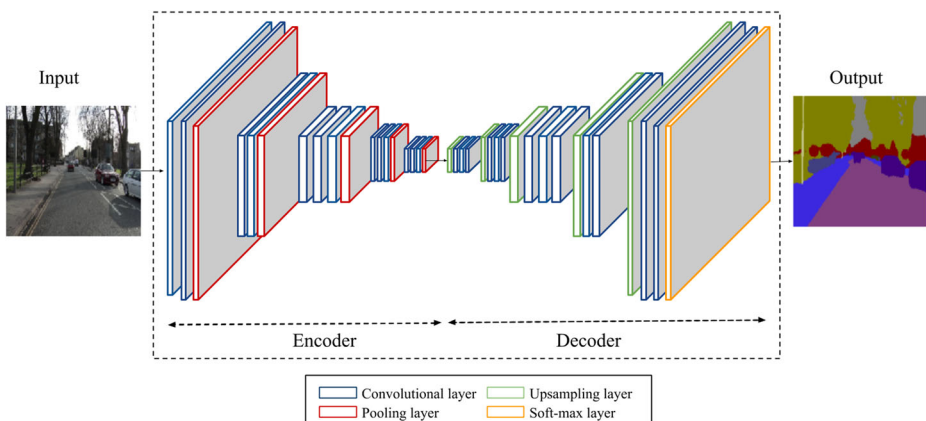 Input
Output
Encoder
Decoder
Convolutional layer
Upsampling layer
Pooling layer
Soft-max layer